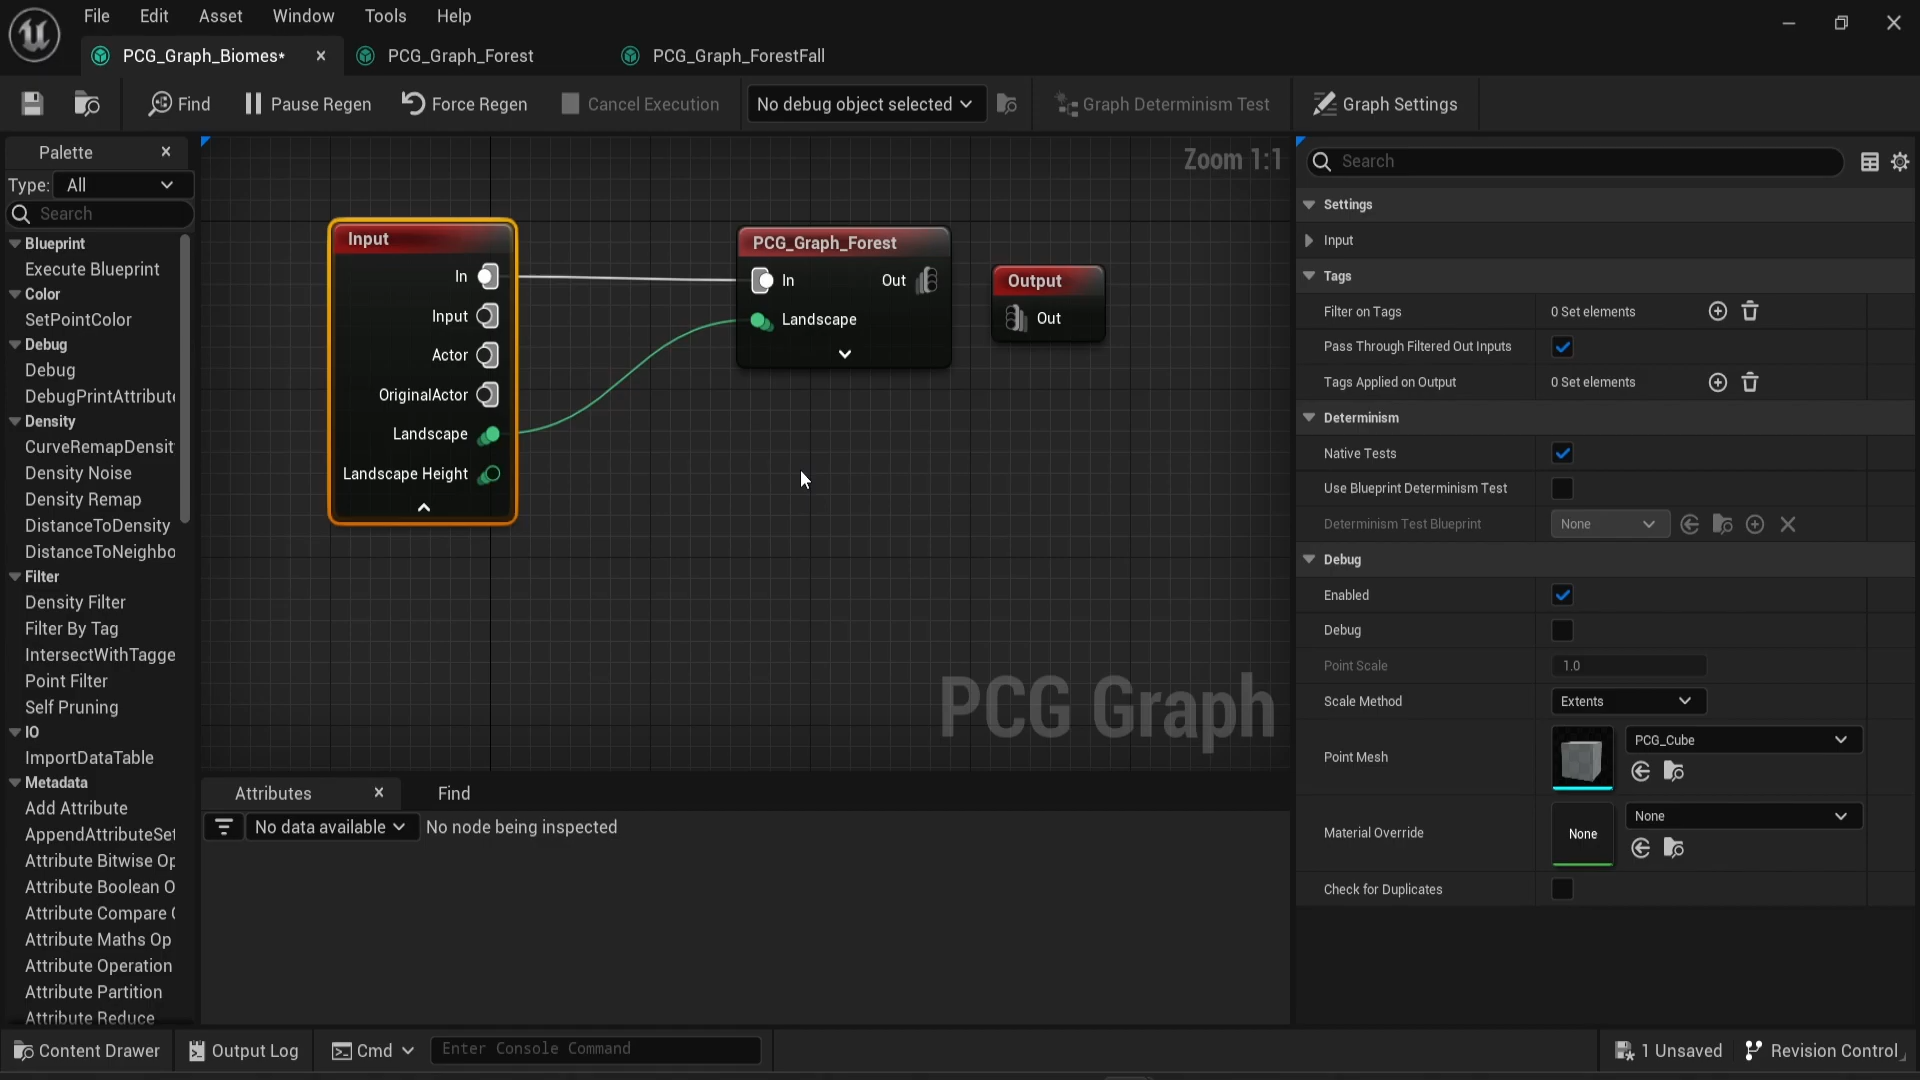 File Edit Asset Window Tools Help
PCG_Graph_Biomes* PCG_Graph_Forest PCG_Graph_ForestFall
Find Pause Regen Force Regen Cancel Execution No debug object selected Graph Determinism Test Graph Settings
Palette
Type: All
Search
Blueprint
Execute Blueprint
Color
SetPointColor
Debug
Debug
DebugPrintAttribute
Density
CurveRemapDensit
Density Noise
Density Remap
DistanceToDensity
DistanceToNeighbo
Filter
Density Filter
Filter By Tag
IntersectWithTagge
Point Filter
Self Pruning
IO
ImportDataTable
Metadata
Add Attribute
AppendAttributeSet
Attribute Bitwise Op
Attribute Boolean O
Attribute Compare
Attribute Maths Op
Attribute Operation
Attribute Partition
Attribute Reduce
Zoom 1:1
Input
In
Input
Actor
OriginalActor
Landscape
Landscape Height
PCG_Graph_Forest
In Out
Landscape
Output
Out
PCG Graph
Attributes Find
No data available No node being inspected
Search
Settings
Input
Tags
Filter on Tags 0 Set elements
Pass Through Filtered Out Inputs
Tags Applied on Output 0 Set elements
Determinism
Native Tests
Use Blueprint Determinism Test
Determinism Test Blueprint None
Debug
Enabled
Debug
Point Scale 1.0
Scale Method Extents
Point Mesh PCG_Cube
Material Override None None
Check for Duplicates
Content Drawer Output Log Cmd Enter Console Command 1 Unsaved Revision Control